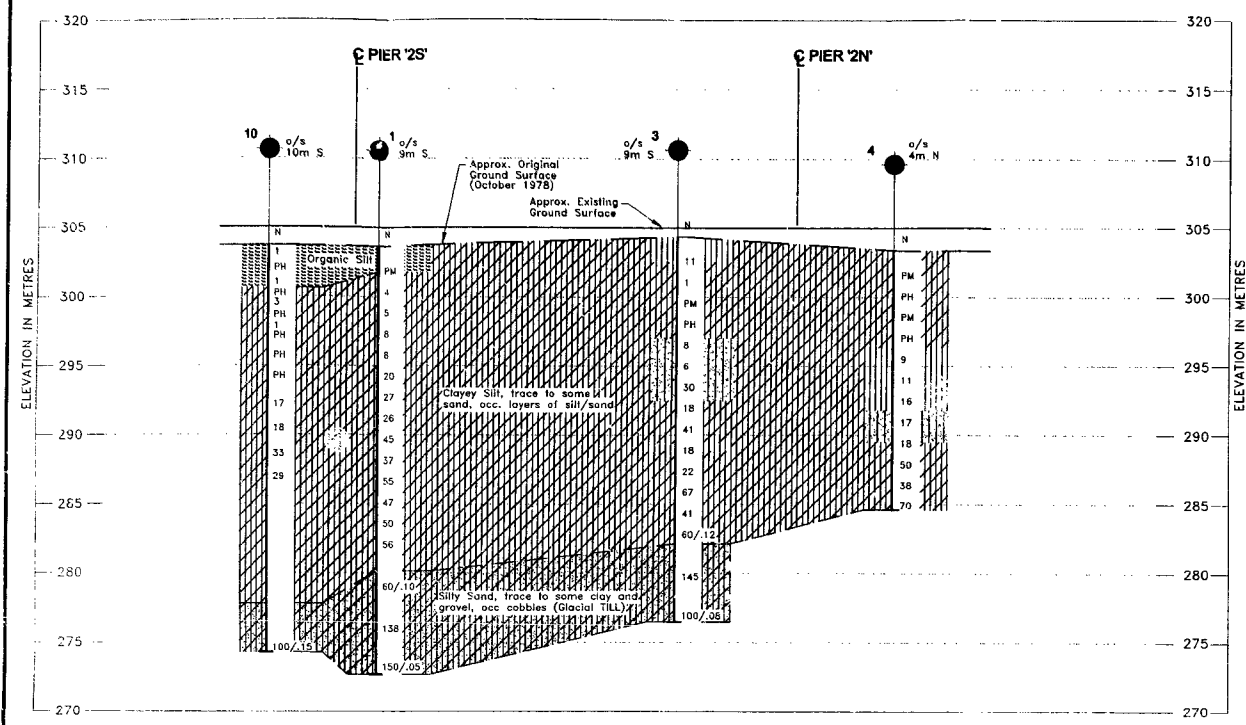 320
320
℄ PIER '2S'
℄ PIER '2N'
315
315
10
o/s
10m S
1
o/s
9m S
3
o/s
9m S
4
o/s
4m N
310
310
Approx. Original
Ground Surface
(October 1978)
Approx. Existing
Ground Surface
305
305
N
N
N
N
Organic Silt
1
PH
1
PH
3
PH
1
PH
PH
PH
17
18
33
29
100/.15
PM
4
5
8
8
20
27
26
45
37
55
47
50
56
60/.10
138
150/.05
11
1
PM
PH
8
6
30
18
41
18
22
67
41
60/.12
145
100/.08
PM
PH
PM
PH
9
11
16
17
18
50
38
70
Clayey Silt, trace to some
sand, occ. layers of silt/sand
Silty Sand, trace to some clay and
gravel, occ cobbles (Glacial TILL)
300
300
295
295
290
290
285
285
280
280
275
275
270
270
ELEVATION IN METRES
ELEVATION IN METRES